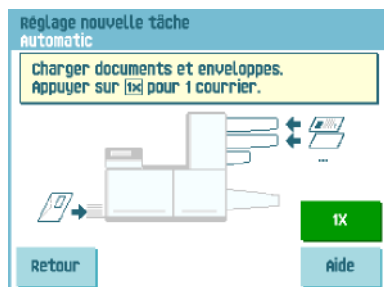 Réglage nouvelle tâche
Automatic
Charger documents et enveloppes.
Appuyer sur 1x pour 1 courrier.
...
1X
Retour
Aide